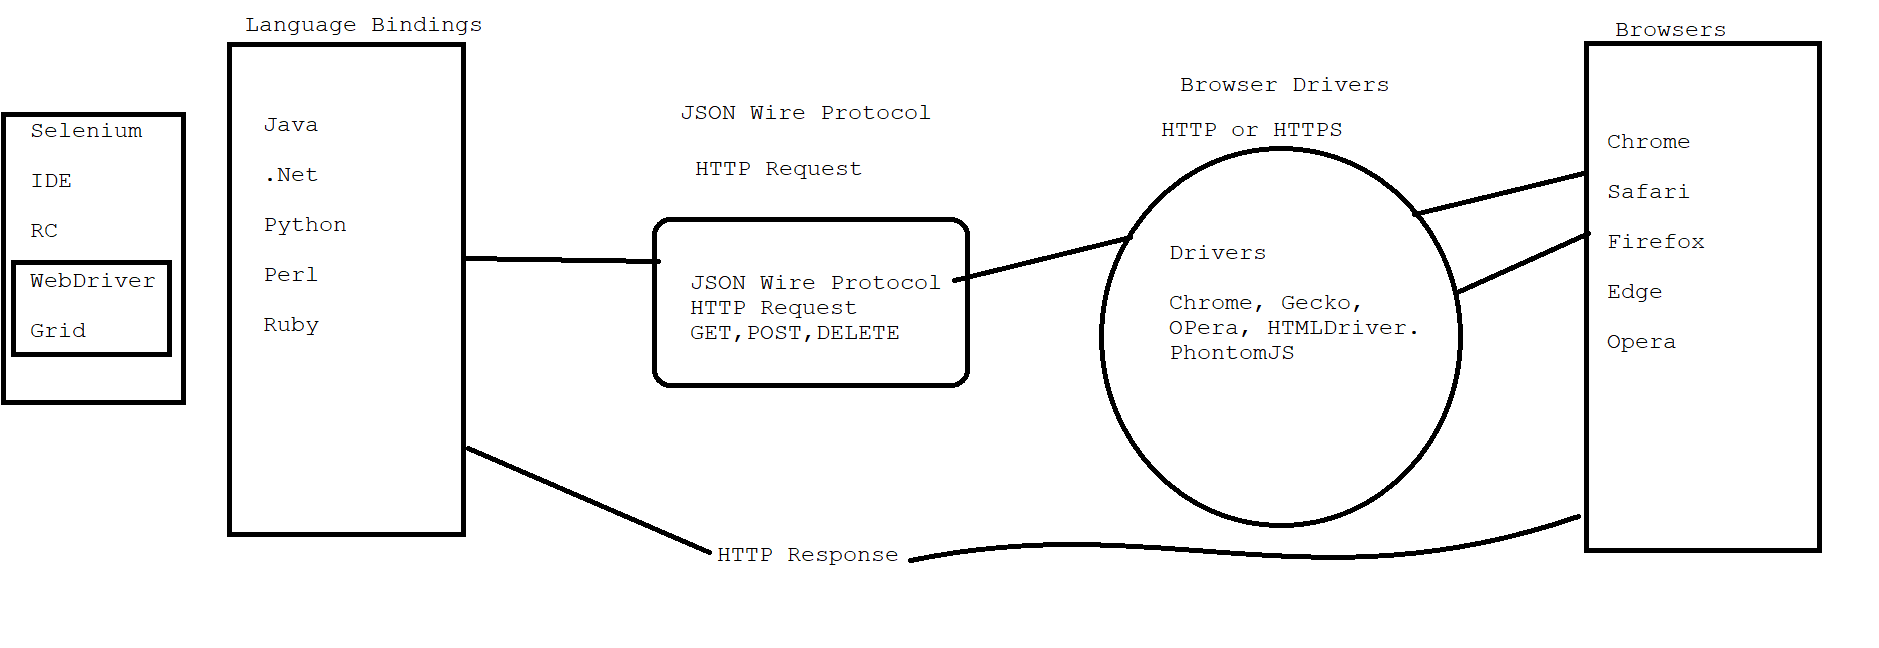 Selenium
IDE
RC
WebDriver
Grid
Language Bindings
Java
.Net
Python
Perl
Ruby
JSON Wire Protocol
HTTP Request
JSON Wire Protocol
HTTP Request
GET,POST,DELETE
Browser Drivers
HTTP or HTTPS
Drivers
Chrome, Gecko,
OPera, HTMLDriver.
PhontomJS
Browsers
Chrome
Safari
Firefox
Edge
Opera
HTTP Response